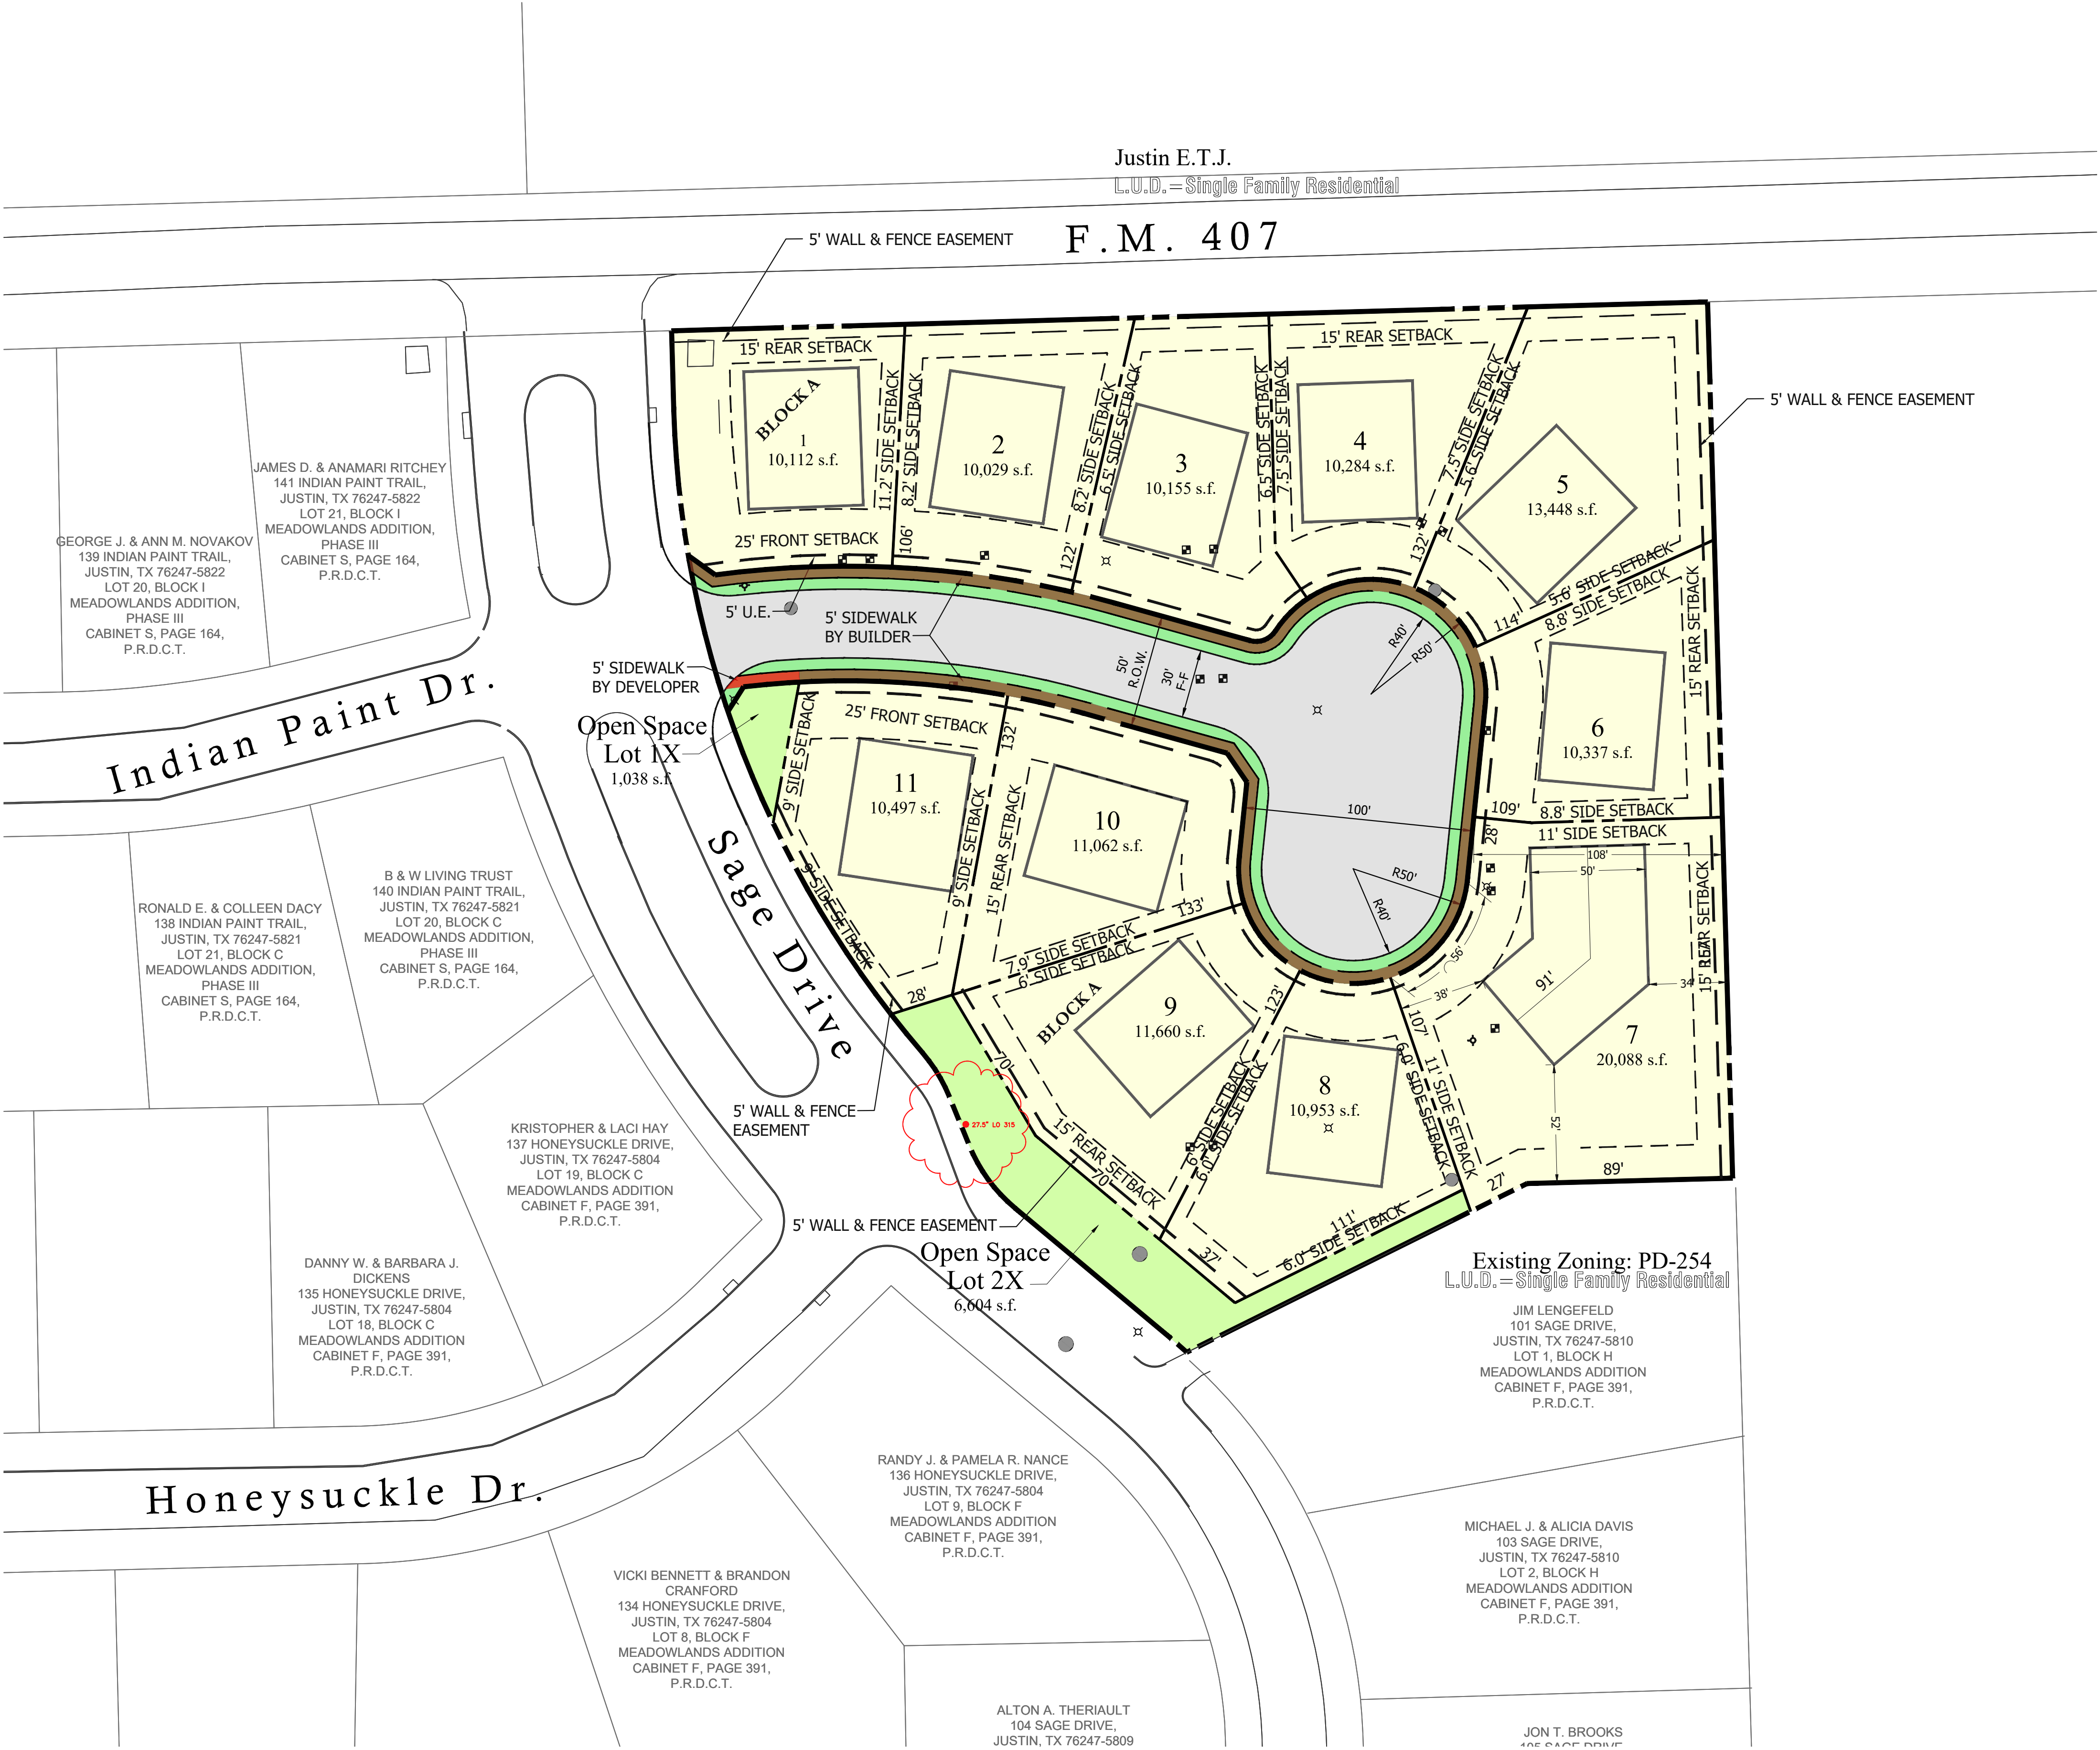 Justin E.T.J.
L.U.D.=Single Family Residential
F.M. 407
5' WALL & FENCE EASEMENT
15' REAR SETBACK
15' REAR SETBACK
5' WALL & FENCE EASEMENT
BLOCK A
1
10,112 s.f.
11.2' SIDE SETBACK
8.2' SIDE SETBACK
2
10,029 s.f.
8.2' SIDE SETBACK
6.5' SIDE SETBACK
3
10,155 s.f.
6.5' SIDE SETBACK
7.5' SIDE SETBACK
4
10,284 s.f.
7.5' SIDE SETBACK
5.6' SIDE SETBACK
5
13,448 s.f.
25' FRONT SETBACK
106'
122'
132'
5.6' SIDE SETBACK
8.8' SIDE SETBACK
114'
15' REAR SETBACK
JAMES D. & ANAMARI RITCHEY
141 INDIAN PAINT TRAIL,
JUSTIN, TX 76247-5822
LOT 21, BLOCK I
MEADOWLANDS ADDITION,
PHASE III
CABINET S, PAGE 164,
P.R.D.C.T.
GEORGE J. & ANN M. NOVAKOV
139 INDIAN PAINT TRAIL,
JUSTIN, TX 76247-5822
LOT 20, BLOCK I
MEADOWLANDS ADDITION,
PHASE III
CABINET S, PAGE 164,
P.R.D.C.T.
5' U.E.
5' SIDEWALK
BY BUILDER
5' SIDEWALK
BY DEVELOPER
50'
R.O.W.
30'
F-F
R40'
R50'
6
10,337 s.f.
Indian Paint Dr.
Open Space
Lot 1X
1,038 s.f.
9' SIDE SETBACK
25' FRONT SETBACK
132'
11
10,497 s.f.
9' SIDE SETBACK
15' REAR SETBACK
10
11,062 s.f.
100'
109'
8.8' SIDE SETBACK
28'
11' SIDE SETBACK
108'
50'
R50'
R40'
Sage Drive
9' SIDE SETBACK
133'
7.9' SIDE SETBACK
6' SIDE SETBACK
56'
38'
91'
34'
15' REAR SETBACK
157'
28'
BLOCK A
9
11,660 s.f.
123'
107'
7
20,088 s.f.
6.0' SIDE SETBACK
11' SIDE SETBACK
8
10,953 s.f.
6' SIDE SETBACK
6.0' SIDE SETBACK
52'
70'
27.5" LO 315
15' REAR SETBACK
70'
37'
111'
6.0' SIDE SETBACK
27'
89'
5' WALL & FENCE
EASEMENT
5' WALL & FENCE EASEMENT
Open Space
Lot 2X
6,604 s.f.
B & W LIVING TRUST
140 INDIAN PAINT TRAIL,
JUSTIN, TX 76247-5821
LOT 20, BLOCK C
MEADOWLANDS ADDITION,
PHASE III
CABINET S, PAGE 164,
P.R.D.C.T.
RONALD E. & COLLEEN DACY
138 INDIAN PAINT TRAIL,
JUSTIN, TX 76247-5821
LOT 21, BLOCK C
MEADOWLANDS ADDITION,
PHASE III
CABINET S, PAGE 164,
P.R.D.C.T.
KRISTOPHER & LACI HAY
137 HONEYSUCKLE DRIVE,
JUSTIN, TX 76247-5804
LOT 19, BLOCK C
MEADOWLANDS ADDITION
CABINET F, PAGE 391,
P.R.D.C.T.
DANNY W. & BARBARA J.
DICKENS
135 HONEYSUCKLE DRIVE,
JUSTIN, TX 76247-5804
LOT 18, BLOCK C
MEADOWLANDS ADDITION
CABINET F, PAGE 391,
P.R.D.C.T.
Existing Zoning: PD-254
L.U.D.=Single Family Residential
JIM LENGEFELD
101 SAGE DRIVE,
JUSTIN, TX 76247-5810
LOT 1, BLOCK H
MEADOWLANDS ADDITION
CABINET F, PAGE 391,
P.R.D.C.T.
Honeysuckle Dr.
RANDY J. & PAMELA R. NANCE
136 HONEYSUCKLE DRIVE,
JUSTIN, TX 76247-5804
LOT 9, BLOCK F
MEADOWLANDS ADDITION
CABINET F, PAGE 391,
P.R.D.C.T.
MICHAEL J. & ALICIA DAVIS
103 SAGE DRIVE,
JUSTIN, TX 76247-5810
LOT 2, BLOCK H
MEADOWLANDS ADDITION
CABINET F, PAGE 391,
P.R.D.C.T.
VICKI BENNETT & BRANDON
CRANFORD
134 HONEYSUCKLE DRIVE,
JUSTIN, TX 76247-5804
LOT 8, BLOCK F
MEADOWLANDS ADDITION
CABINET F, PAGE 391,
P.R.D.C.T.
ALTON A. THERIAULT
104 SAGE DRIVE,
JUSTIN, TX 76247-5809
JON T. BROOKS
105 SAGE DRIVE